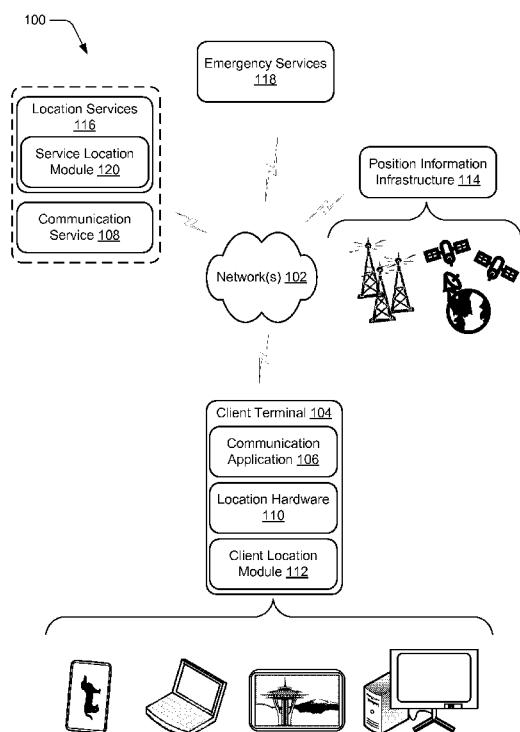 100
Emergency Services
118
Location Services
116
Service Location
Module 120
Communication
Service 108
Position Information
Infrastructure 114
Network(s) 102
Client Terminal 104
Communication
Application 106
Location Hardware
110
Client Location
Module 112